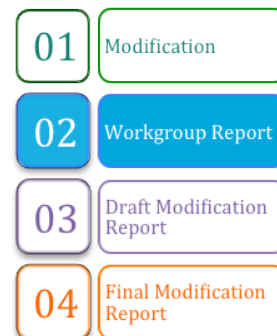 01
Modification
02
Workgroup Report
03
Draft Modification
Report
04
Final Modification
Report